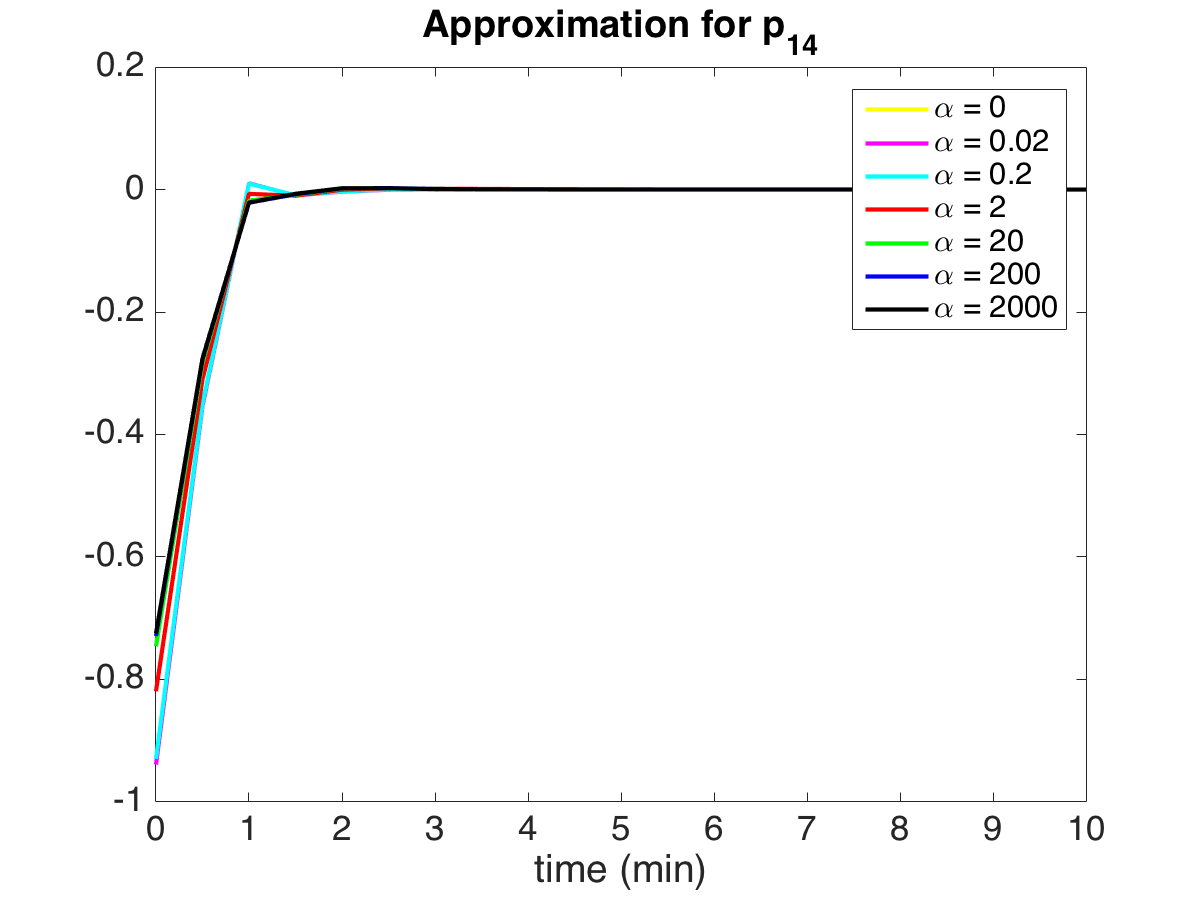 Approximation for p14
0.2
0
-0.2
-0.4
-0.6
-0.8
-1
α = 0
α = 0.02
α = 0.2
α = 2
α = 20
α = 200
α = 2000
0 1 2 3 4 5 6 7 8 9 10
time (min)